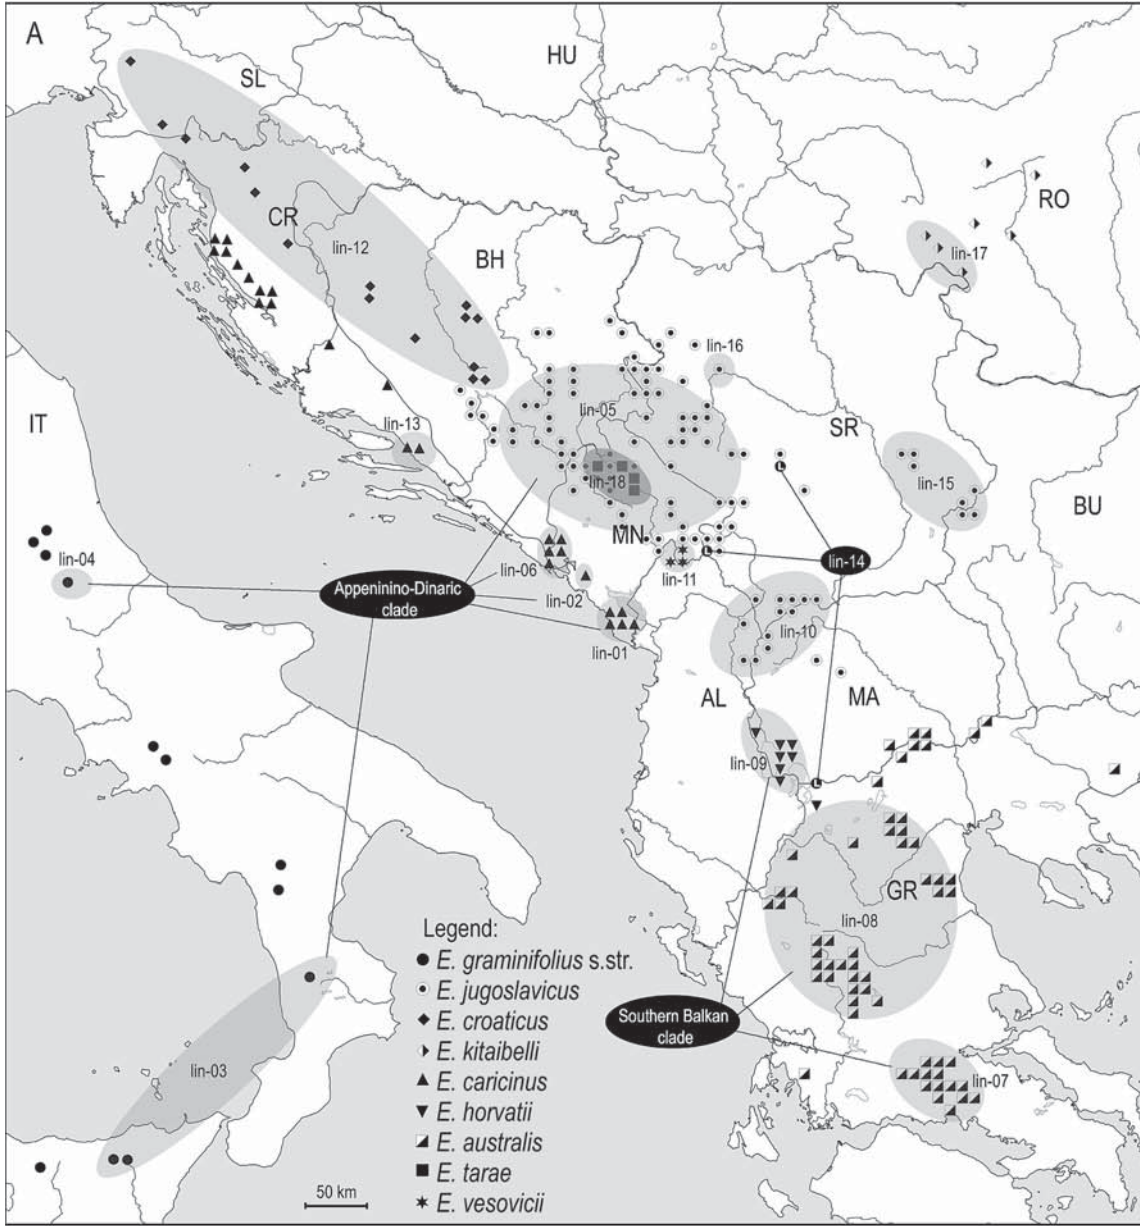 A
HU
SL
RO
CR
lin-12
lin-17
BH
lin-16
IT
lin-05
lin-13
SR
lin-18
lin-15
BU
MN
lin-04
lin-14
lin-06
lin-11
Appeninino-Dinaric
clade
lin-02
lin-10
lin-01
AL
MA
lin-09
GR
lin-08
Legend:
E. graminifolius s.str.
E. jugoslavicus
E. croaticus
E. kitaibelli
E. caricinus
E. horvatii
E. australis
E. tarae
E. vesovicii
Southern Balkan
clade
lin-03
lin-07
50 km
L
L
L